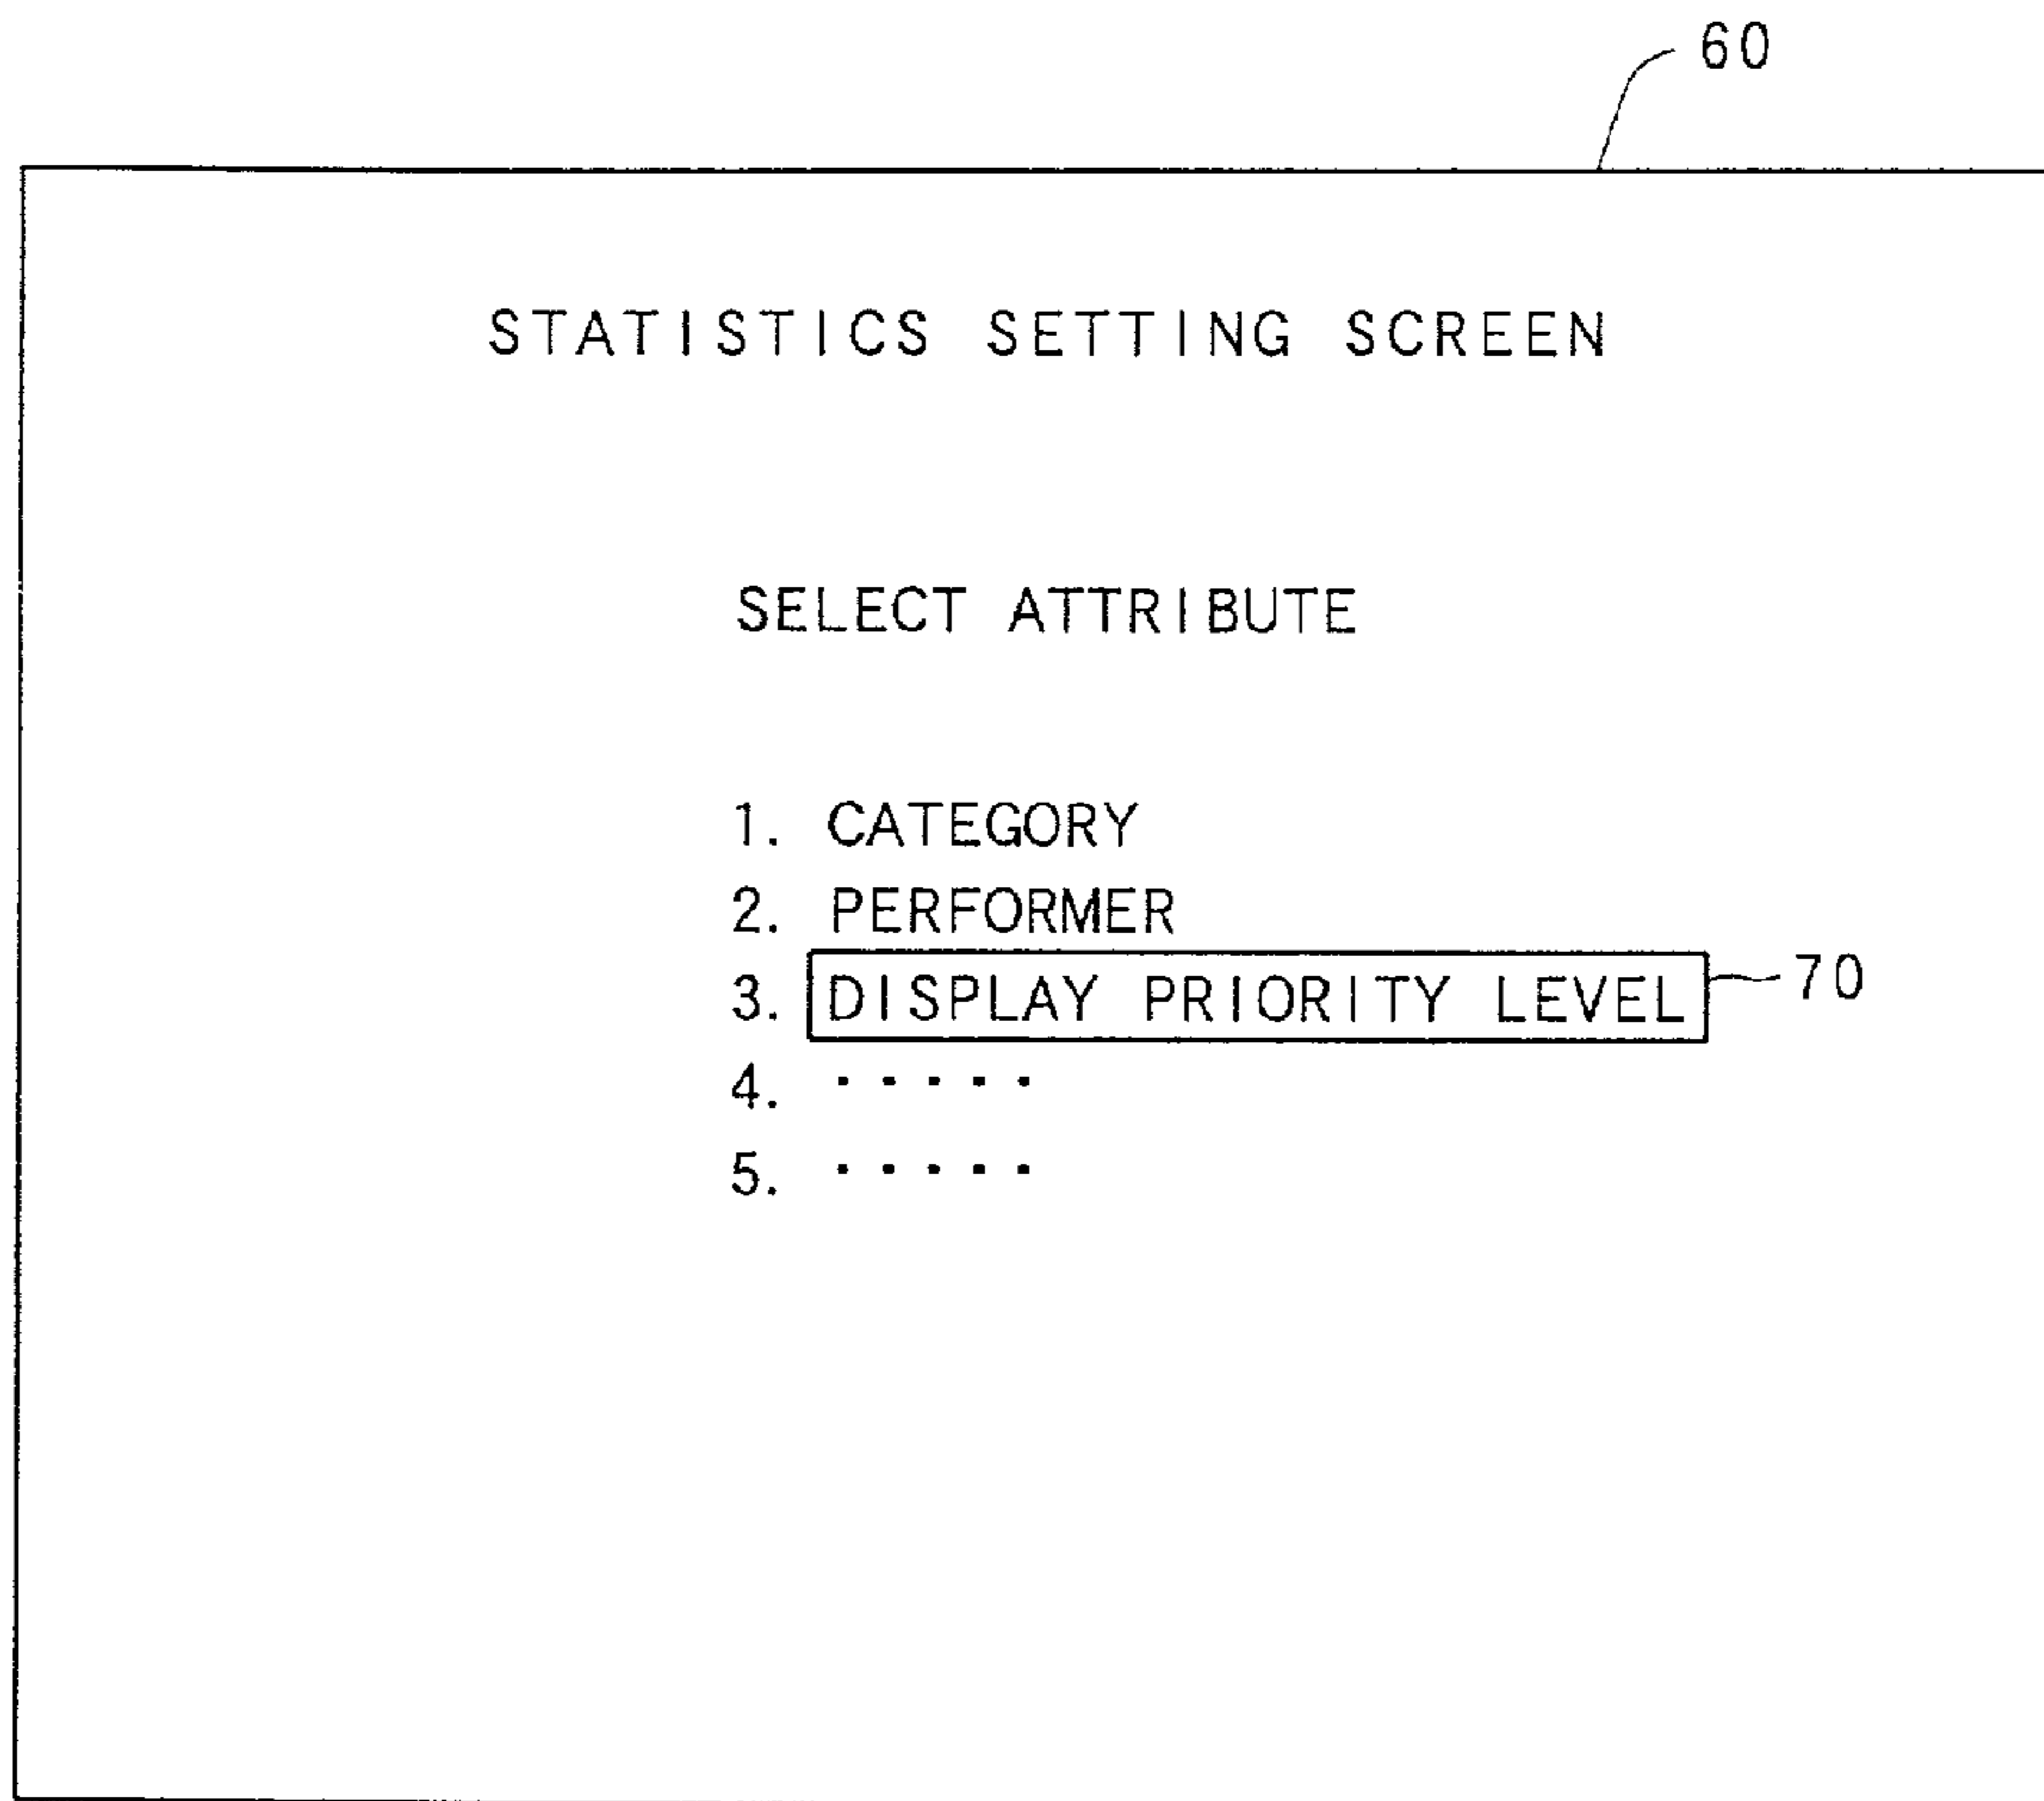 60
STATISTICS SETTING SCREEN
SELECT ATTRIBUTE
1. CATEGORY
2. PERFORMER
3. DISPLAY PRIORITY LEVEL 70
4. ·····
5. ·····